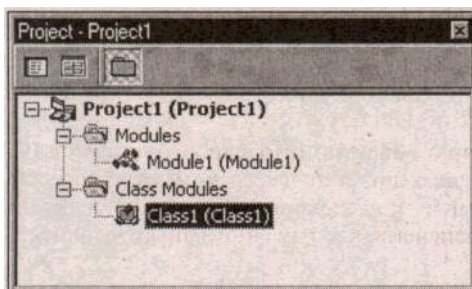 Project - Project1
Project1 (Project1)
Modules
Module1 (Module1)
Class Modules
Class1 (Class1)